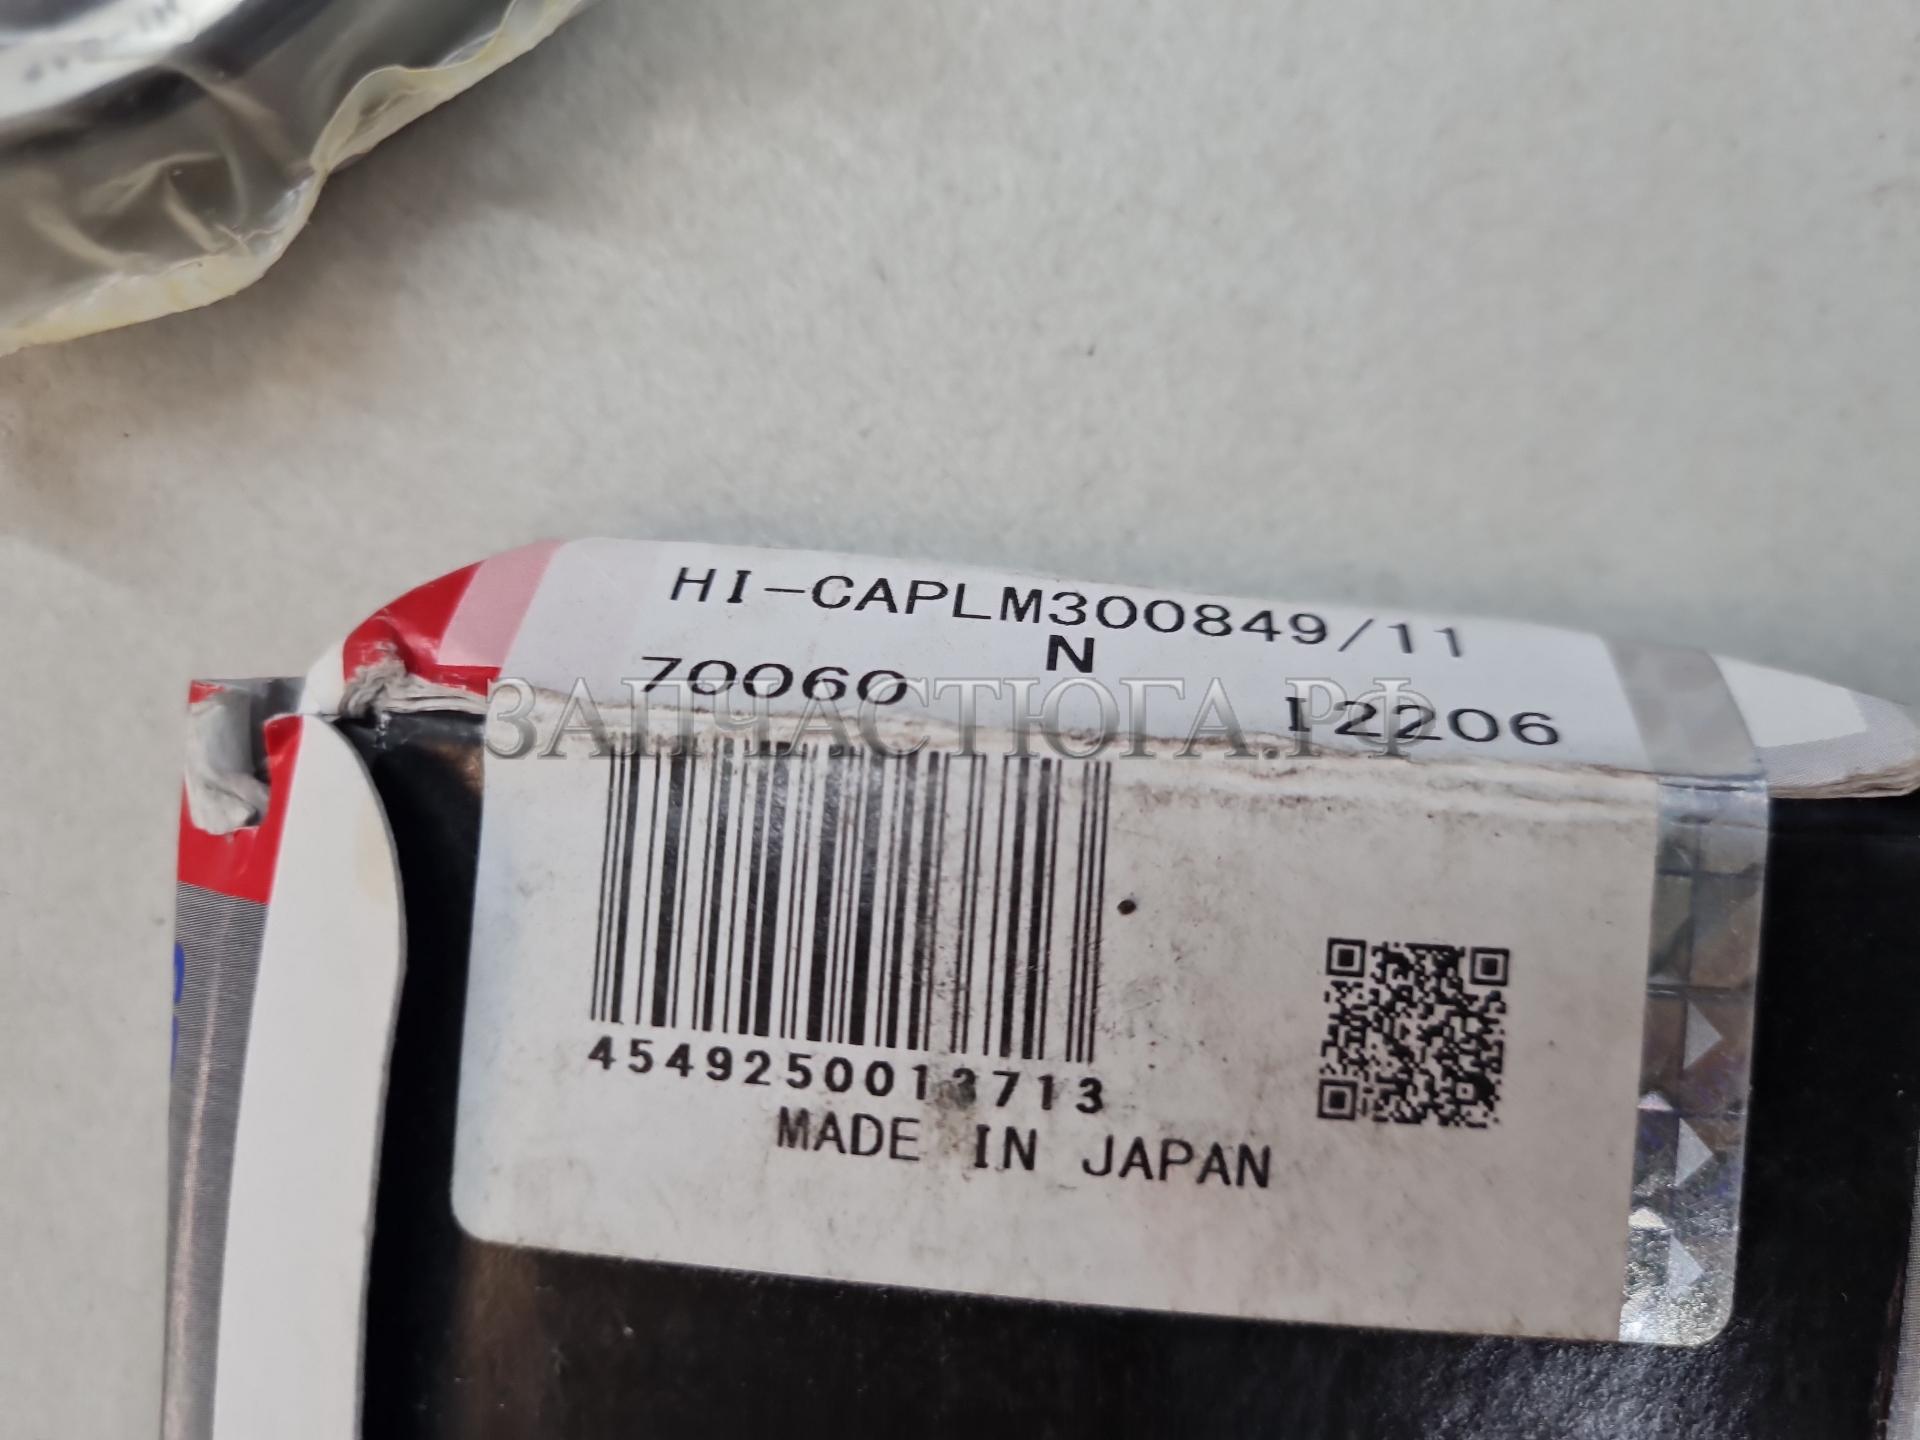 HI-CAPLM300849/11
N
70060
I2206
ЗАПЧАСТЮГА.РФ
4549250013713
MADE IN JAPAN